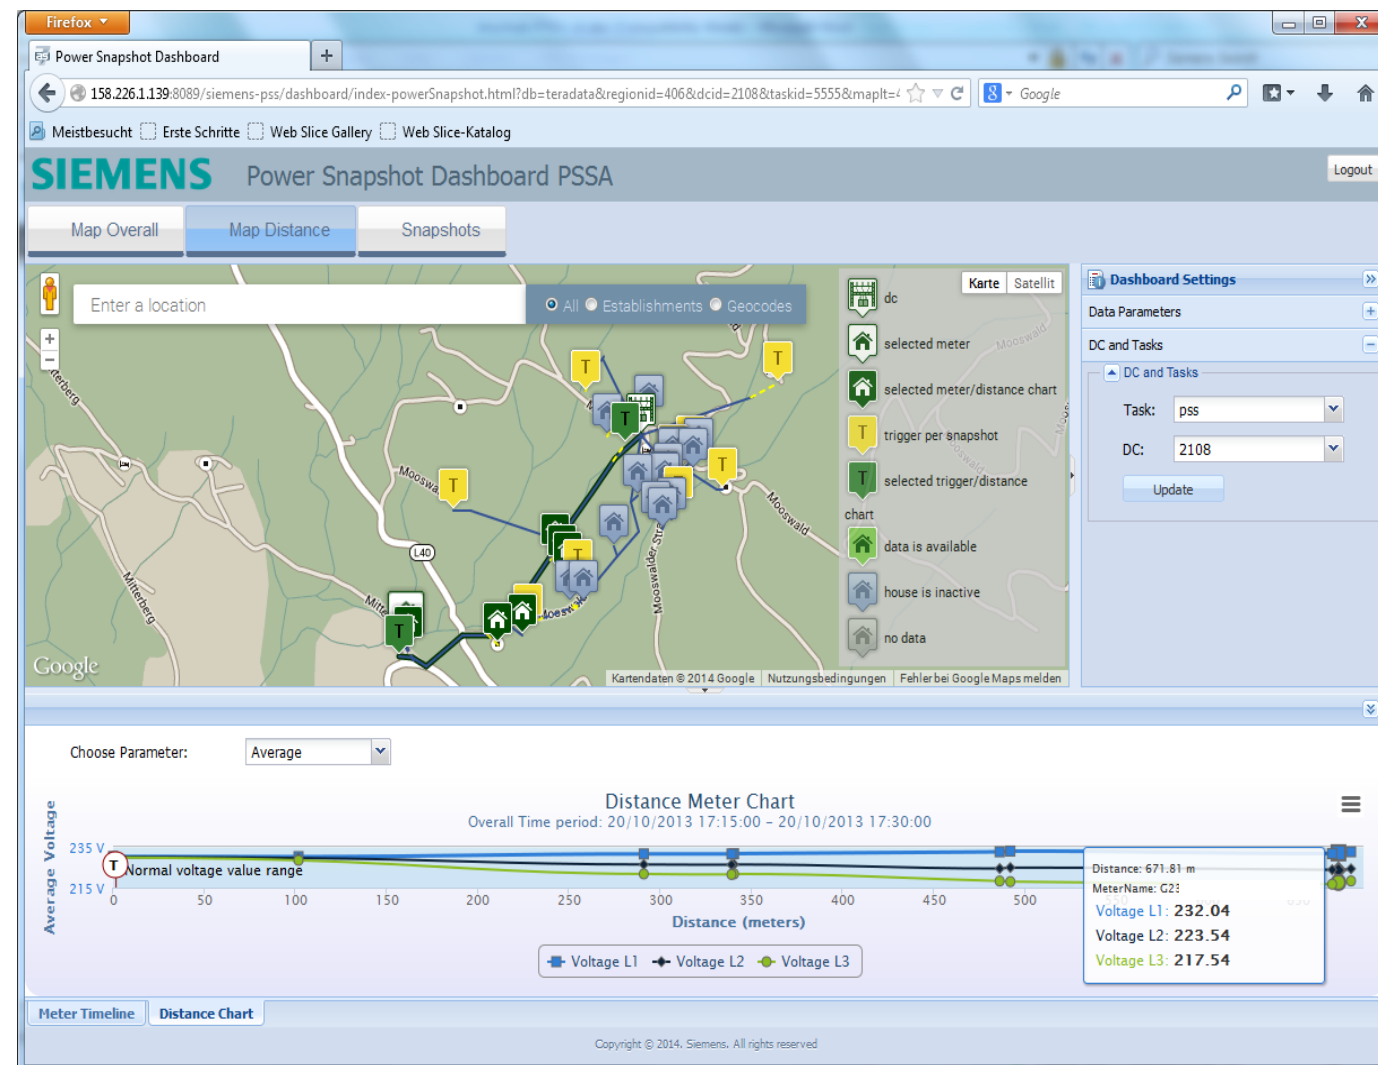 Firefox
Power Snapshot Dashboard
158.226.1.139:8089/siemens-pss/dashboard/index-powerSnapshot.html?db=teradata&regionid=406&dcid=2108&taskid=5555&mapIt=
Google
Meistbesucht Erste Schritte Web Slice Gallery Web Slice-Katalog
SIEMENS Power Snapshot Dashboard PSSA
Logout
Map Overall Map Distance Snapshots
Enter a location
All Establishments Geocodes
Karte Satellit
dc
selected meter
selected meter/distance chart
T trigger per snapshot
T selected trigger/distance
chart
data is available
house is inactive
no data
T
T
T
T
T
T
T
Mooswald
Mooswald
Mitterberg
Mitterberg
Mooswalder
L40
Google
Kartendaten © 2014 Google Nutzungsbedingungen Fehler bei Google Maps melden
Dashboard Settings
Data Parameters
DC and Tasks
DC and Tasks
Task: pss
DC: 2108
Update
Choose Parameter: Average
Distance Meter Chart
Overall Time period: 20/10/2013 17:15:00 - 20/10/2013 17:30:00
Average Voltage
235 V
215 V
T
Normal voltage value range
0 50 100 150 200 250 300 350 400 450 500
Distance (meters)
Voltage L1 Voltage L2 Voltage L3
Distance: 671.81 m
MeterName: G23
Voltage L1: 232.04
Voltage L2: 223.54
Voltage L3: 217.54
Meter Timeline Distance Chart
Copyright © 2014. Siemens. All rights reserved